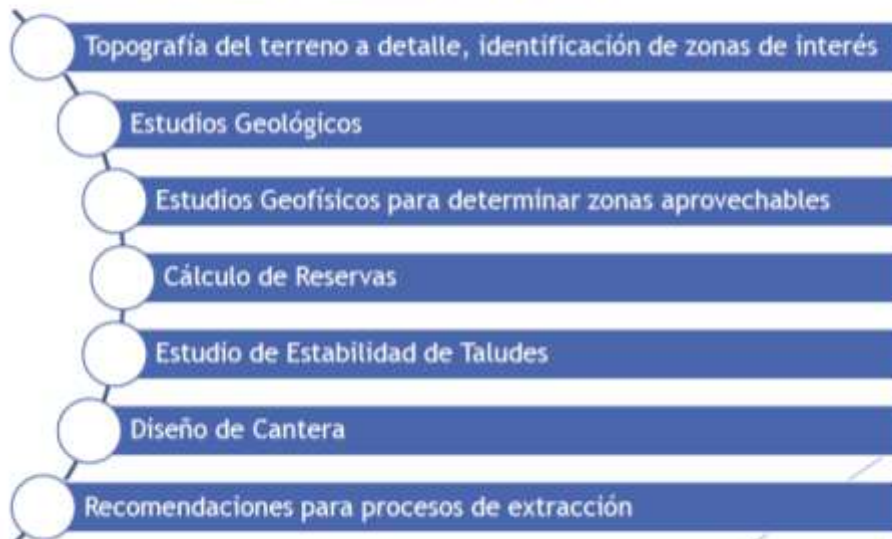 Topografía del terreno a detalle, identificación de zonas de interés
Estudios Geológicos
Estudios Geofísicos para determinar zonas aprovechables
Cálculo de Reservas
Estudio de Estabilidad de Taludes
Diseño de Cantera
Recomendaciones para procesos de extracción